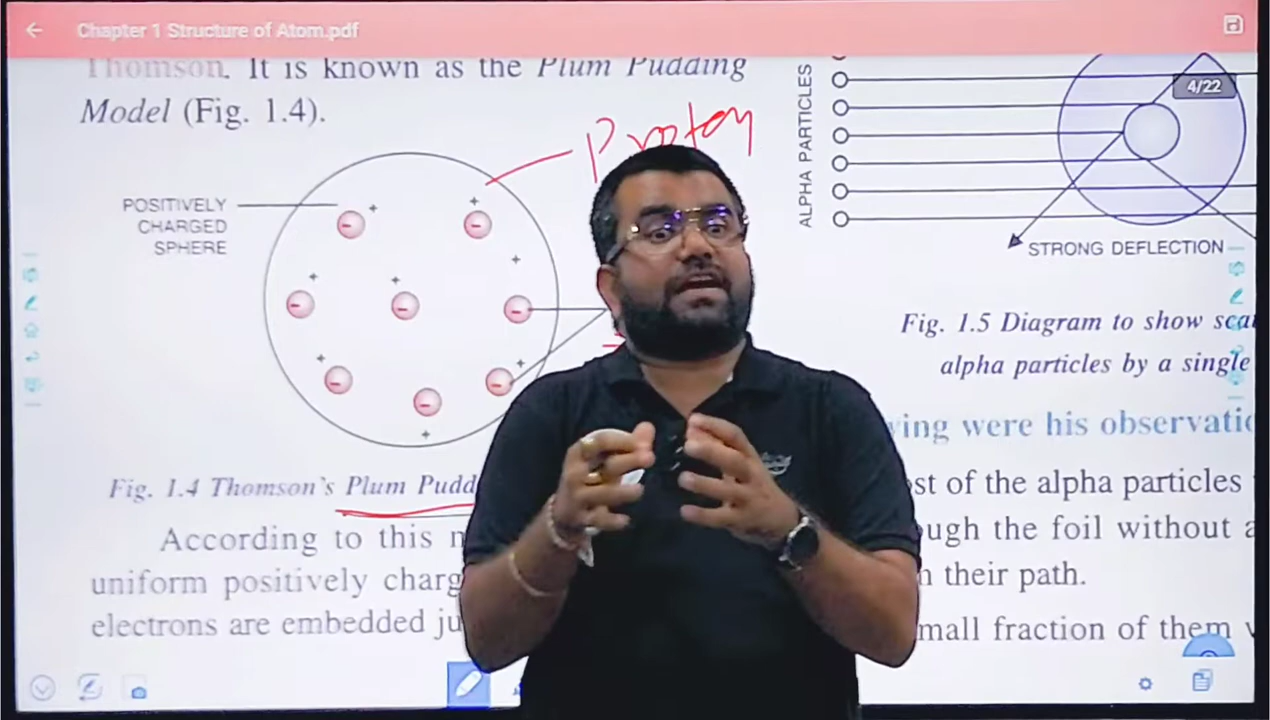 Chapter 1 Structure of Atom.pdf
Thomson. It is known as the Plum Pudding
Model (Fig. 1.4).
Proton
POSITIVELY
CHARGED
SPHERE
Fig. 1.4 Thomson's Plum Pudd
According to this m
uniform positively charg
electrons are embedded ju
4/22
ALPHA PARTICLES
STRONG DEFLECTION
Fig. 1.5 Diagram to show sca
alpha particles by a single
ving were his observatio
st of the alpha particles
ugh the foil without a
n their path.
mall fraction of them